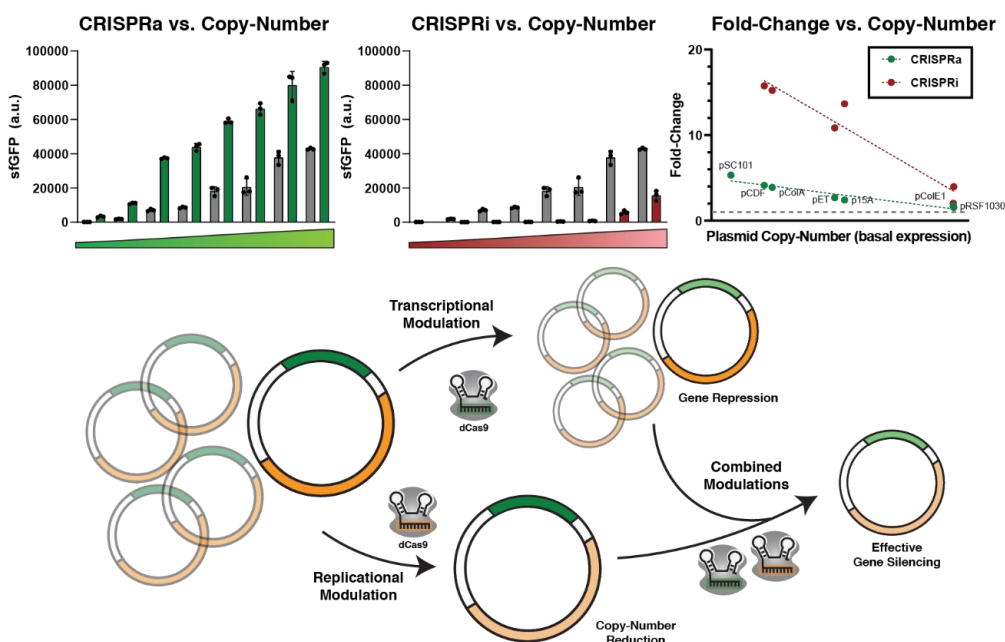 CRISPRa vs. Copy-Number
100000
80000
60000
40000
20000
0
sfGFP (a.u.)
CRISPRi vs. Copy-Number
100000
80000
60000
40000
20000
0
sfGFP (a.u.)
Fold-Change vs. Copy-Number
20
10
0
Fold-Change
CRISPRa
CRISPRi
pSC101
pCDF
pColA
pET
p15A
pColE1
pRSF1030
Plasmid Copy-Number (basal expression)
Transcriptional
Modulation
dCas9
Gene Repression
Combined
Modulations
dCas9
Replicational
Modulation
Effective
Gene Silencing
Copy-Number
Reduction